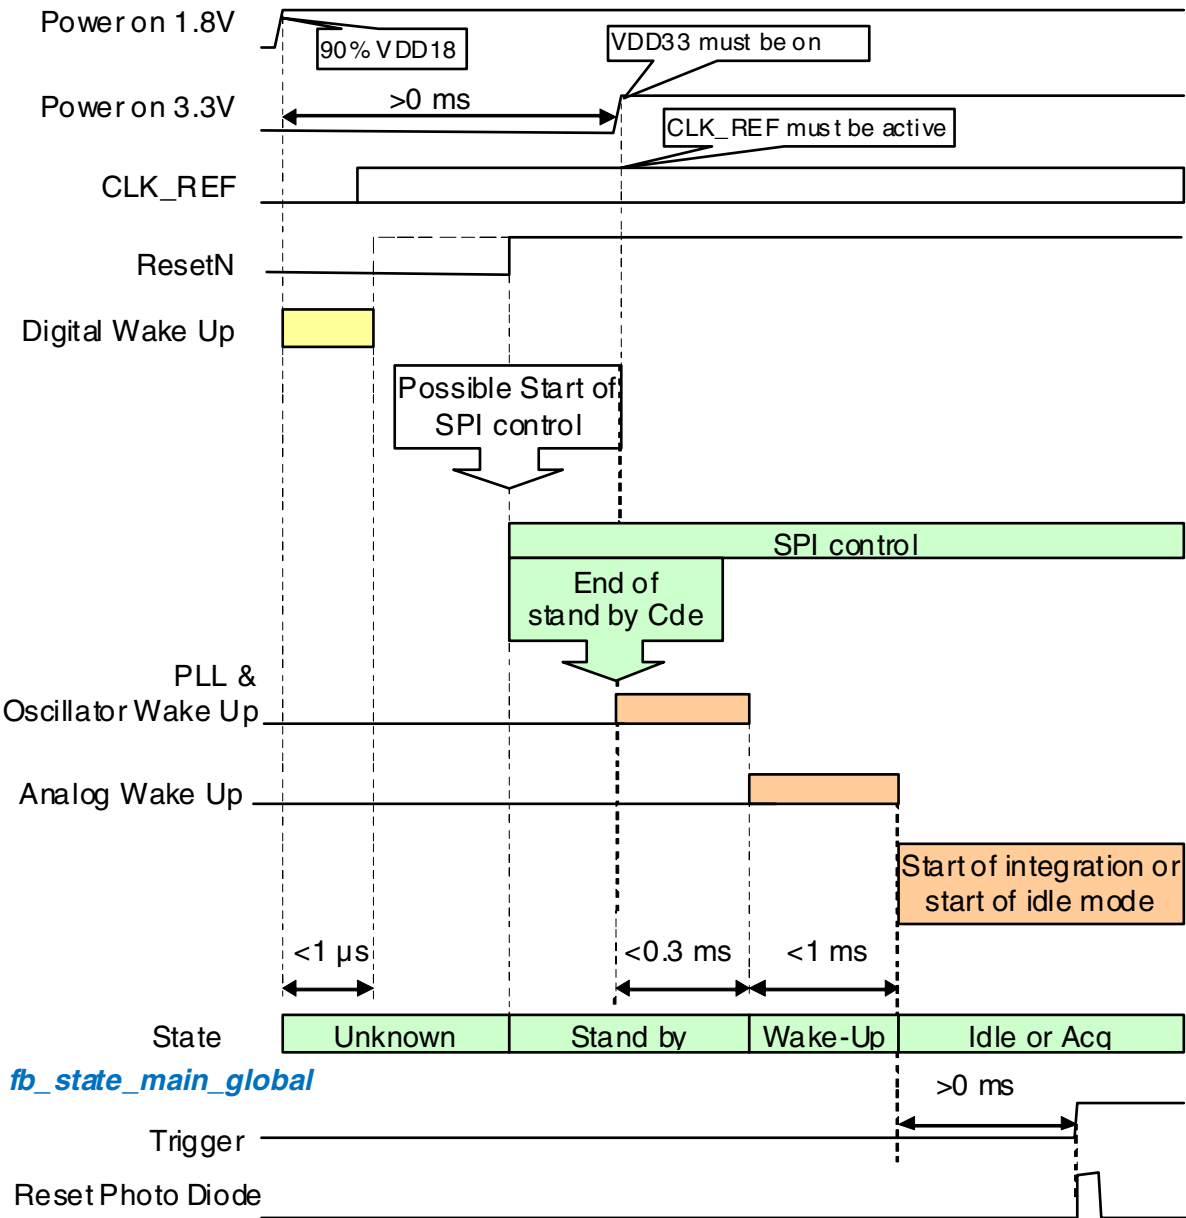 Power on 1.8V
90% VDD18
VDD33 must be on
Power on 3.3V
>0 ms
CLK_REF must be active
CLK_REF
ResetN
Digital Wake Up
Possible Start of
SPI control
SPI control
End of
stand by Cde
PLL &
Oscillator Wake Up
Analog Wake Up
Start of integration or
start of idle mode
<1 µs
<0.3 ms
<1 ms
State
Unknown
Stand by
Wake-Up
Idle or Acq
fb_state_main_global
>0 ms
Trigger
Reset Photo Diode